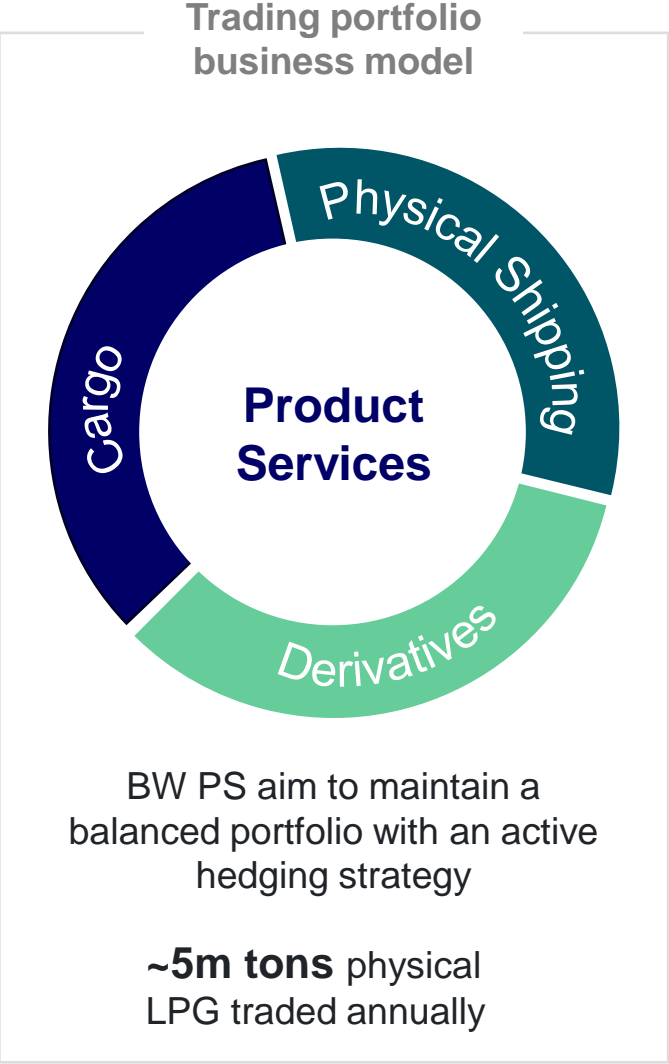 Trading portfolio
business model
Physical Shipping
Cargo
Product
Services
Derivatives
BW PS aim to maintain a
balanced portfolio with an active
hedging strategy
~5m tons physical
LPG traded annually